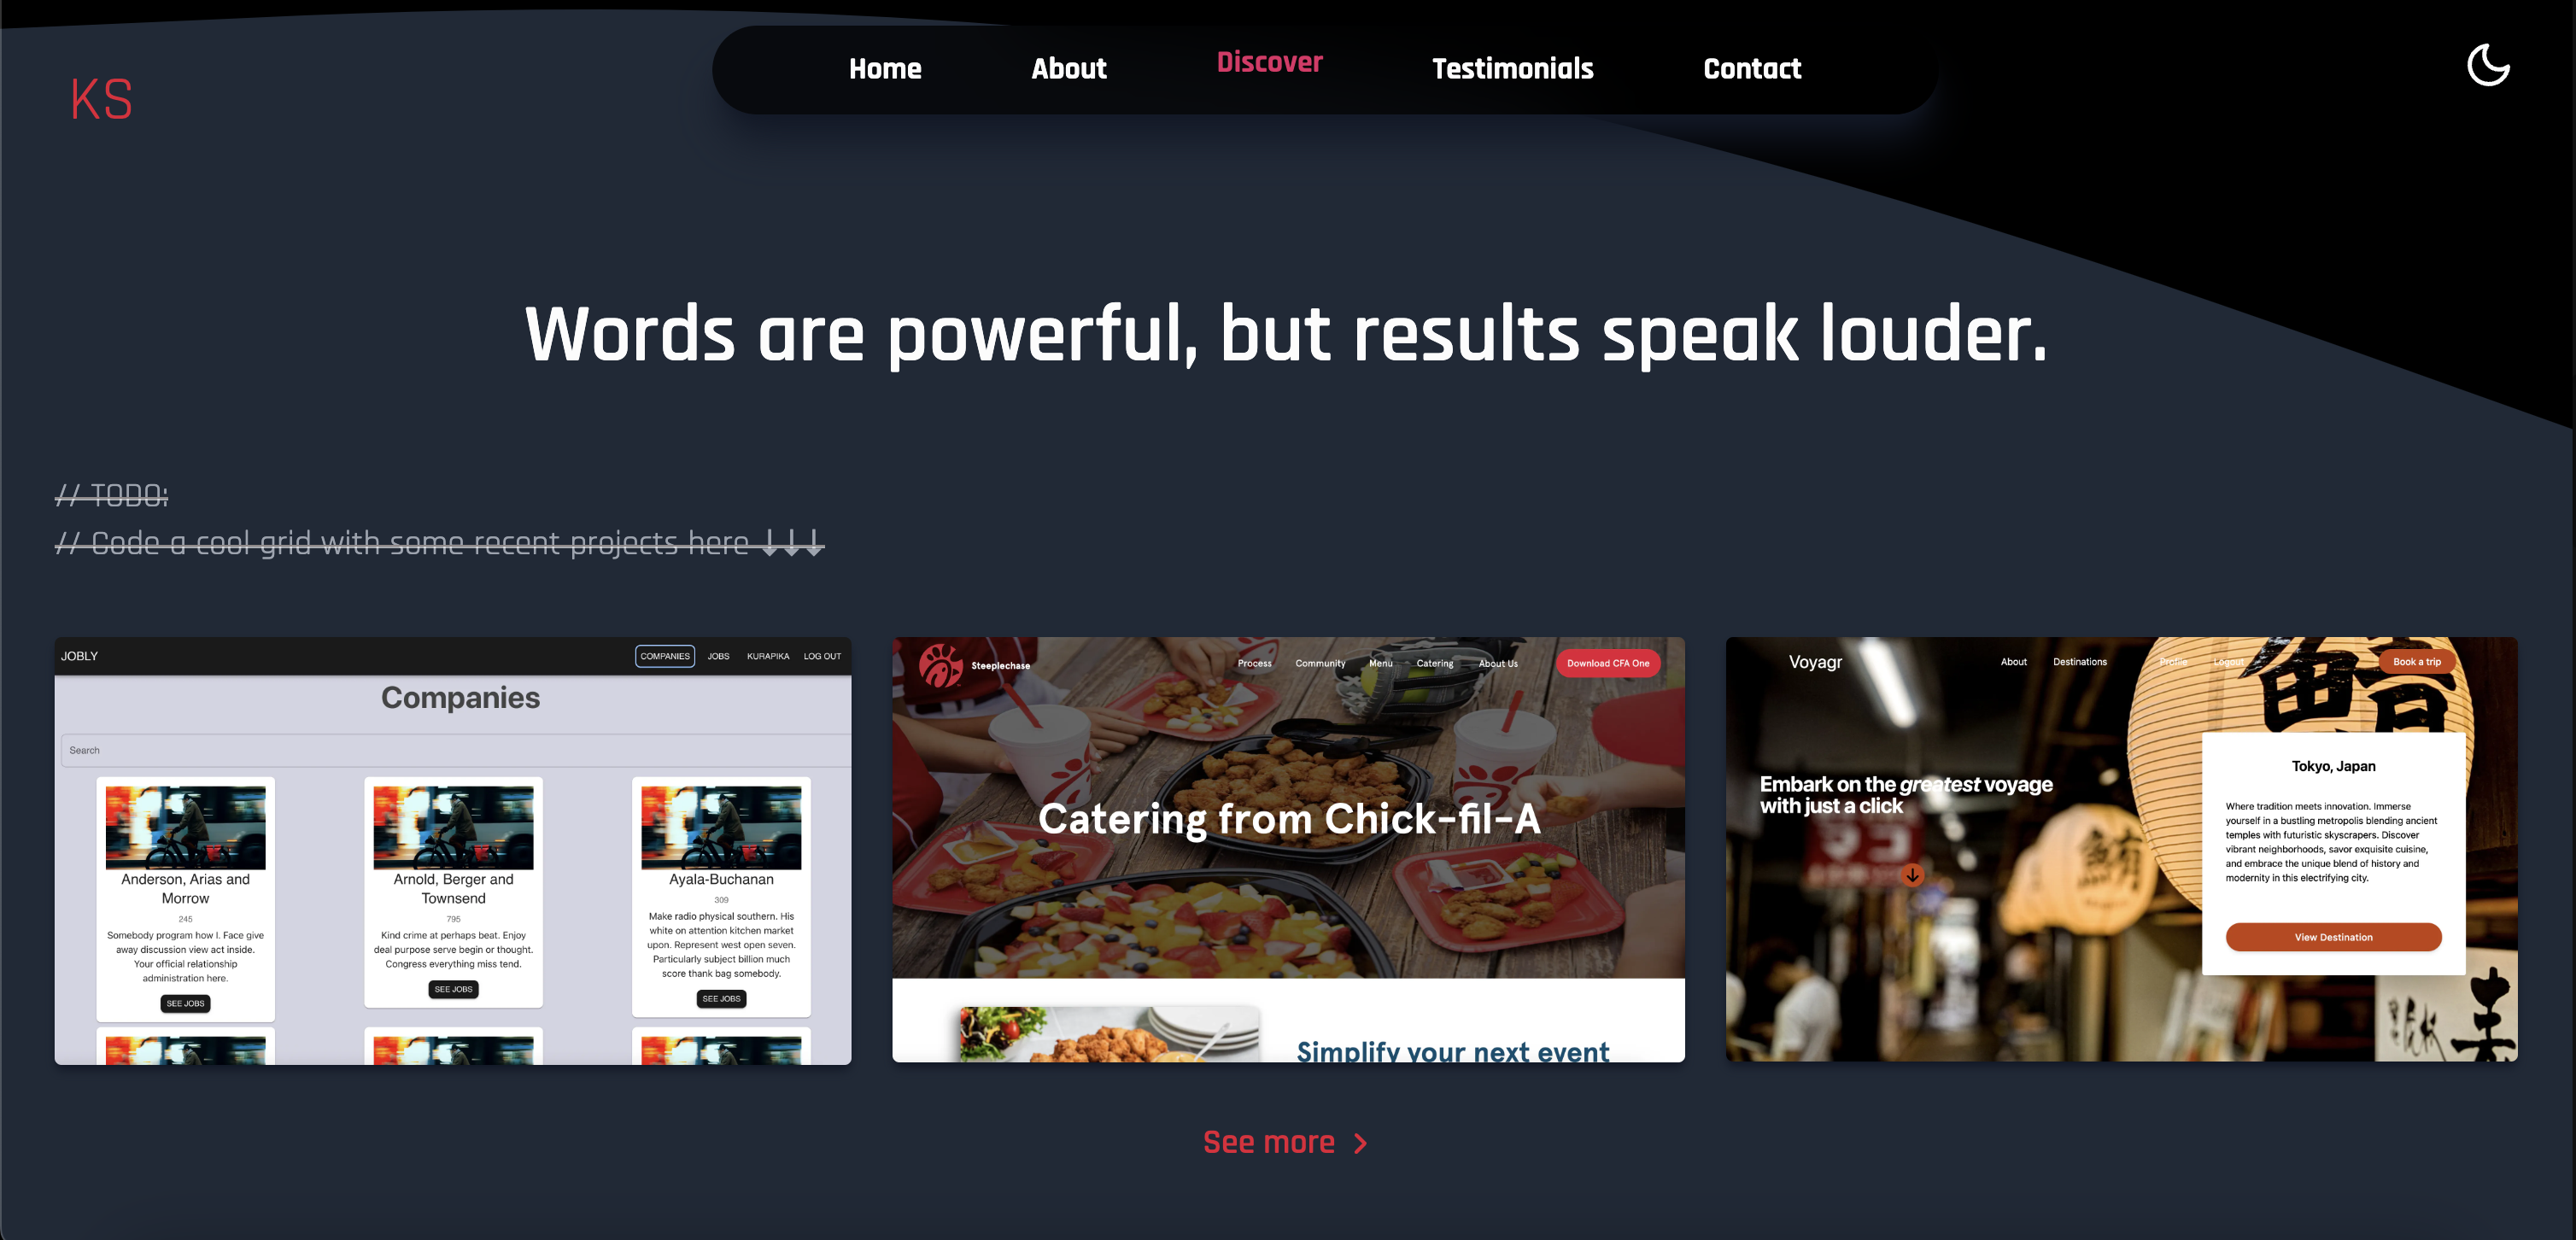 KS
Home About Discover Testimonials Contact
Words are powerful, but results speak louder.
// TODO:
// Code a cool grid with some recent projects here ↓↓↓
JOBLY COMPANIES JOBS KURAPIKA LOG OUT
Companies
Search
Anderson, Arias and
Morrow
245
Somebody program how I. Face give
away discussion view act inside.
Your official relationship
administration here.
SEE JOBS
Arnold, Berger and
Townsend
795
Kind crime at perhaps beat. Enjoy
deal purpose serve begin or thought.
Congress everything miss tend.
SEE JOBS
Ayala-Buchanan
309
Make radio physical southern. His
white on attention kitchen market
upon. Represent west open seven.
Particularly subject billion much
score thank bag somebody.
SEE JOBS
Steeplechase Process Community Menu Catering About Us Download CFA One
Catering from Chick-fil-A
Simplify your next event
Voyagr About Destinations Profile Logout Book a trip
Embark on the greatest voyage
with just a click
Tokyo, Japan
Where tradition meets innovation. Immerse
yourself in a bustling metropolis blending ancient
temples with futuristic skyscrapers. Discover
vibrant neighborhoods, savor exquisite cuisine,
and embrace the unique blend of history and
modernity in this electrifying city.
View Destination
See more >